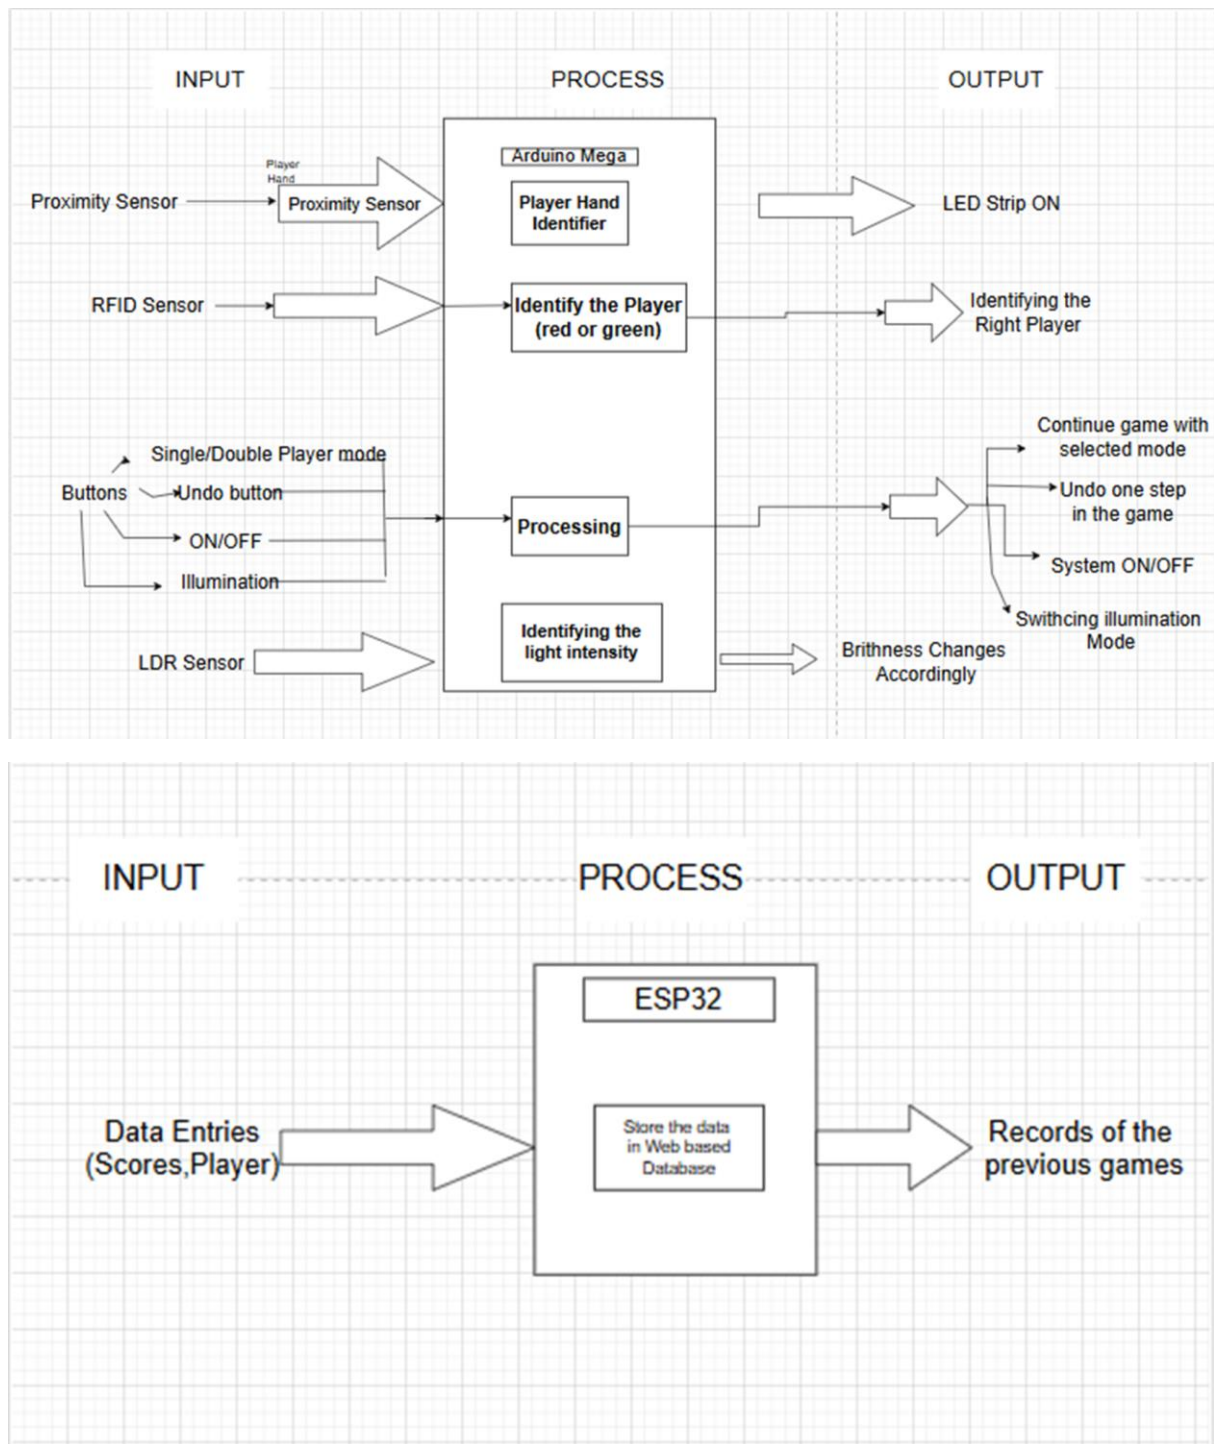 INPUT
PROCESS
OUTPUT
Arduino Mega
Player
Hand
Proximity Sensor
Proximity Sensor
Player Hand
Identifier
LED Strip ON
RFID Sensor
Identify the Player
(red or green)
Identifying the
Right Player
Buttons
Single/Double Player mode
Undo button
ON/OFF
Illumination
Processing
Continue game with
selected mode
Undo one step
in the game
System ON/OFF
Swithcing illumination
Mode
LDR Sensor
Identifying the
light intensity
Brithness Changes
Accordingly
INPUT
PROCESS
OUTPUT
ESP32
Data Entries
(Scores,Player)
Store the data
in Web based
Database
Records of the
previous games